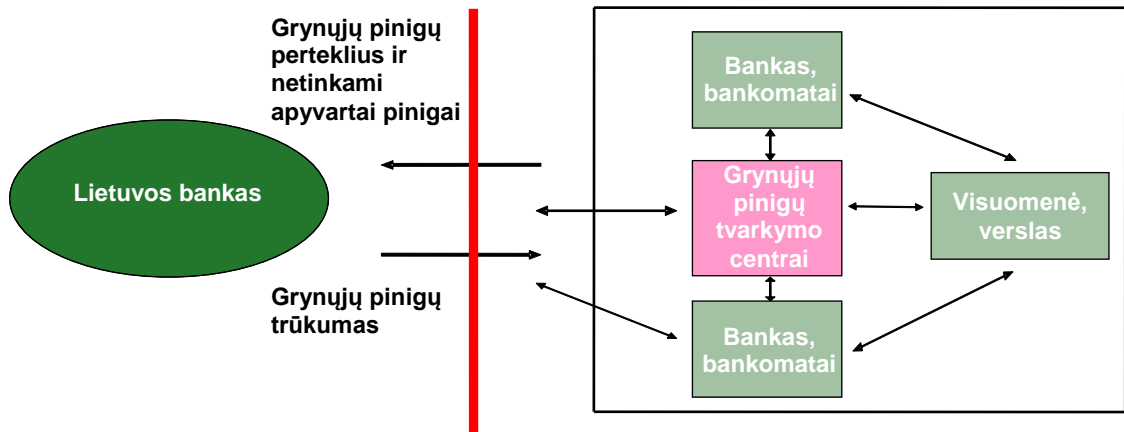 Grynųjų pinigų
perteklius ir
netinkami
apyvartai pinigai
Lietuvos bankas
Grynųjų pinigų
trūkumas
Bankas,
bankomatai
Grynųjų
pinigų
tvarkymo
centrai
Visuomenė,
verslas
Bankas,
bankomatai